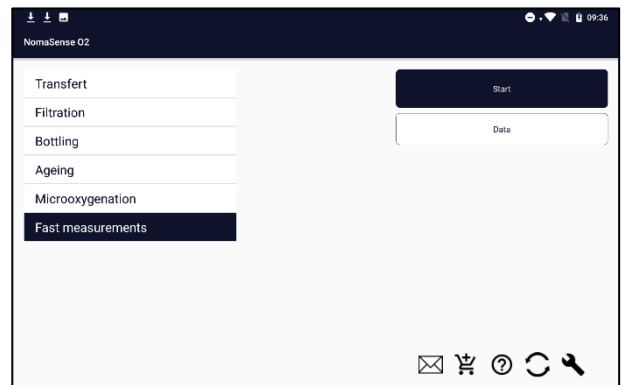 09:36
NomaSense O2
Transfert
Filtration
Bottling
Ageing
Microoxygenation
Fast measurements
Start
Data